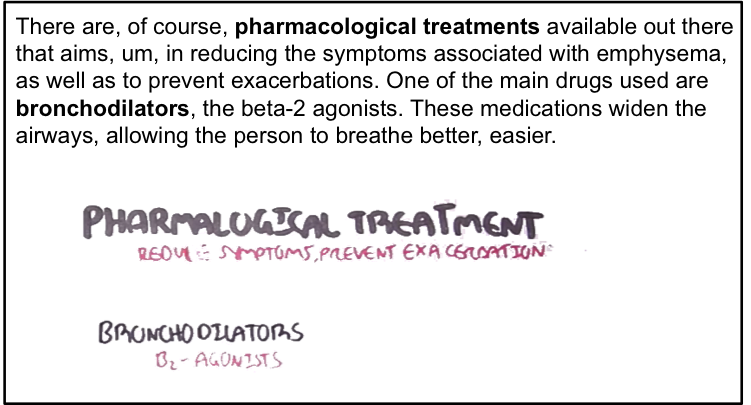 There are, of course, pharmacological treatments available out there
that aims, um, in reducing the symptoms associated with emphysema,
as well as to prevent exacerbations. One of the main drugs used are
bronchodilators, the beta-2 agonists. These medications widen the
airways, allowing the person to breathe better, easier.
PHARMALOGICAL TREATMENT
SYMPTOMS, PREVENT EXACERBATION
BRONCHODILATORS
B₂-AGONISTS